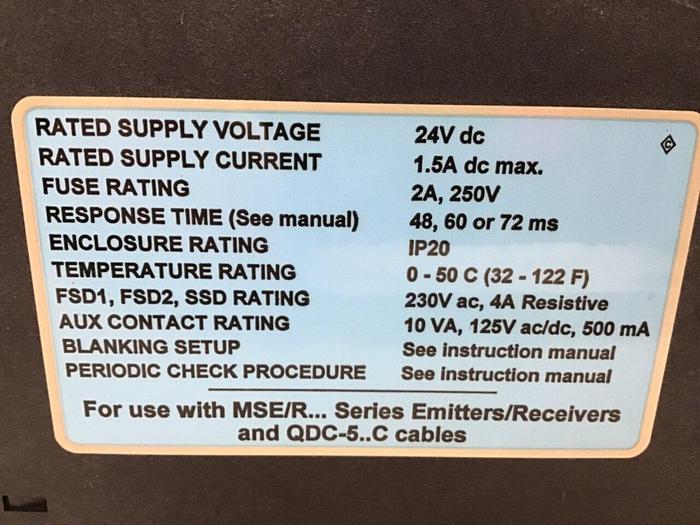 RATED SUPPLY VOLTAGE 24V dc
RATED SUPPLY CURRENT 1.5A dc max.
FUSE RATING 2A, 250V
RESPONSE TIME (See manual) 48, 60 or 72 ms
ENCLOSURE RATING IP20
TEMPERATURE RATING 0 - 50 C (32 - 122 F)
FSD1, FSD2, SSD RATING 230V ac, 4A Resistive
AUX CONTACT RATING 10 VA, 125V ac/dc, 500 mA
BLANKING SETUP See instruction manual
PERIODIC CHECK PROCEDURE See instruction manual
For use with MSE/R... Series Emitters/Receivers
and QDC-5..C cables